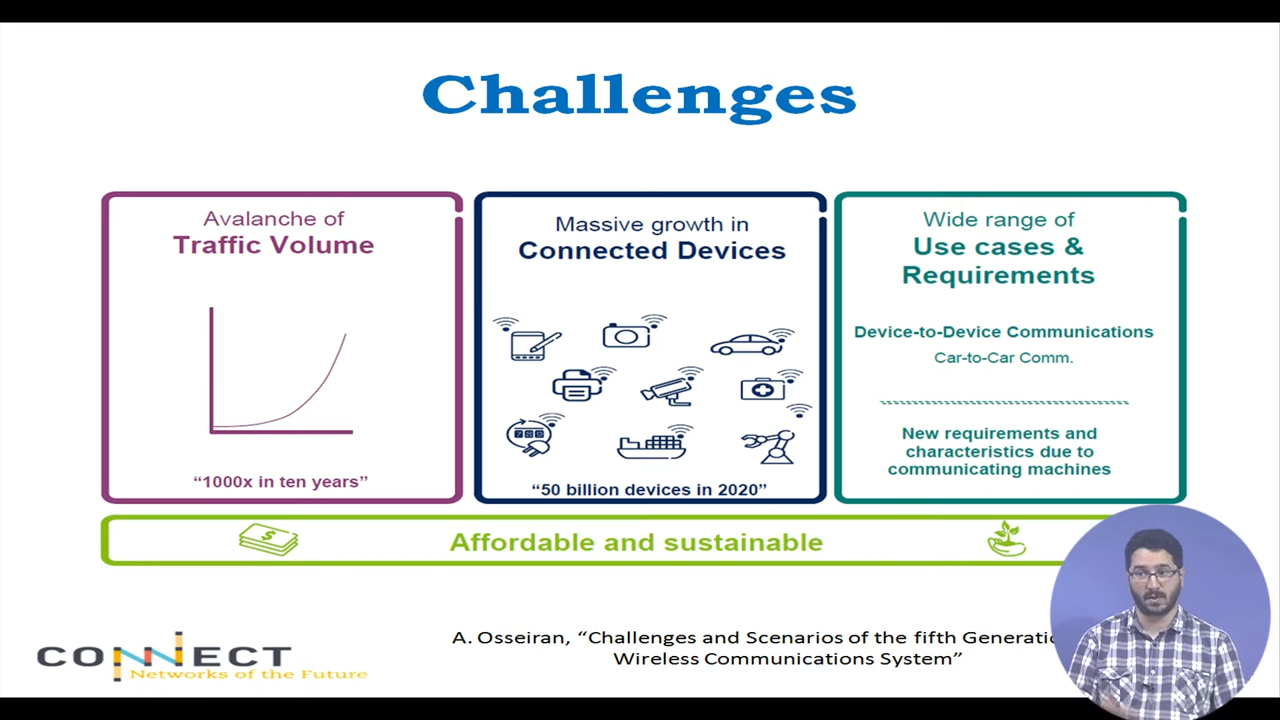 Challenges
Avalanche of
Traffic Volume
“1000x in ten years”
Massive growth in
Connected Devices
“50 billion devices in 2020”
Wide range of
Use cases &
Requirements
Device-to-Device Communications
Car-to-Car Comm.
New requirements and
characteristics due to
communicating machines
$
Affordable and sustainable
A. Osseiran, “Challenges and Scenarios of the fifth
Wireless Communications System”
CONNECT
Networks of the Future